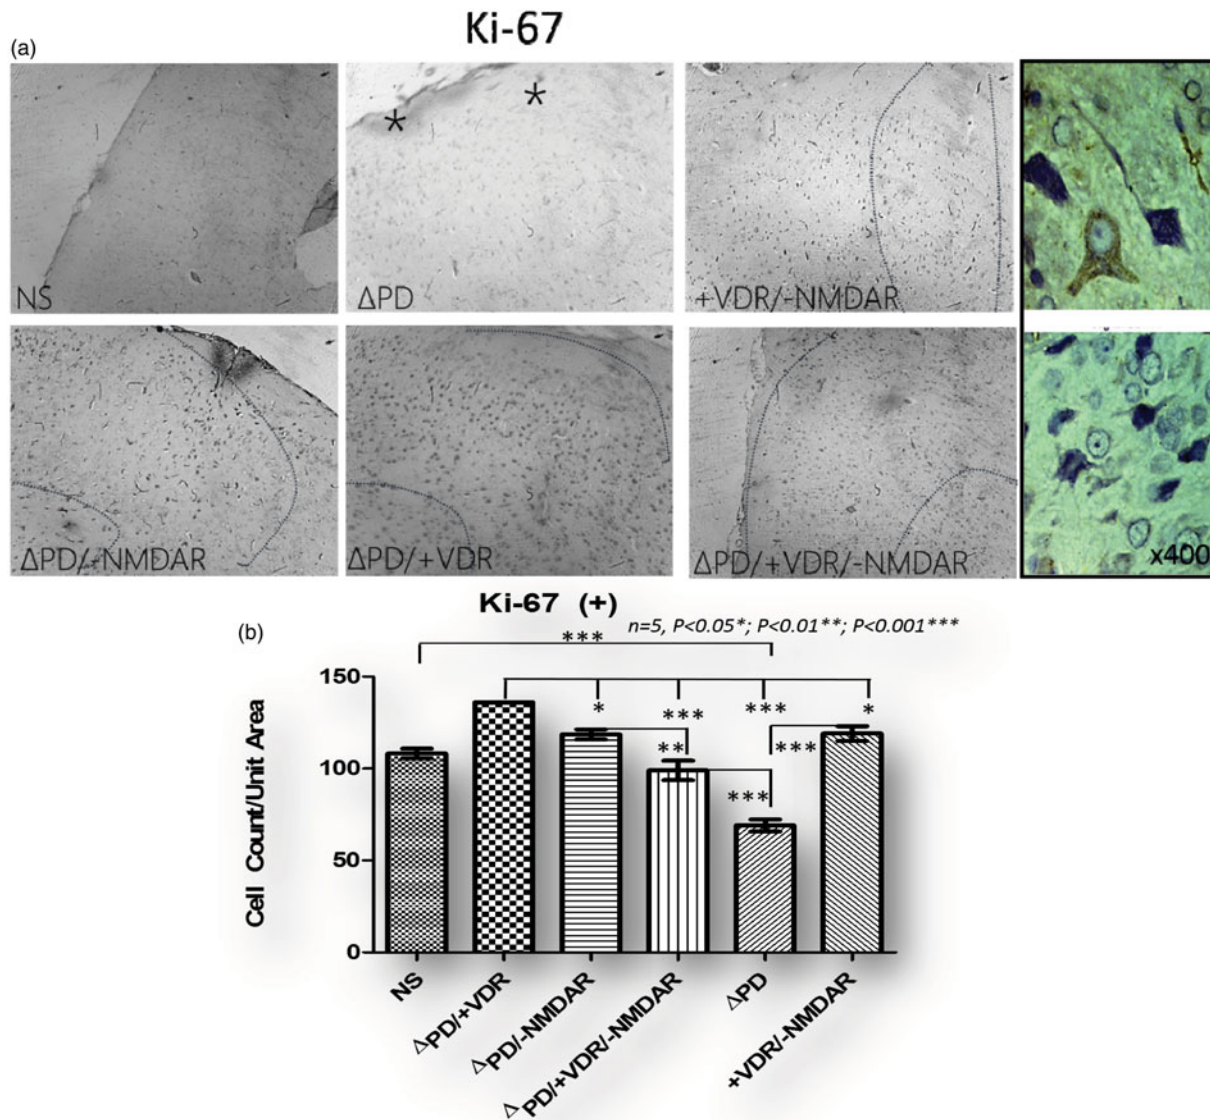 Ki-67
(a)
NS
ΔPD
* *
+VDR/-NMDAR
ΔPD/-NMDAR
ΔPD/+VDR
ΔPD/+VDR/-NMDAR
x400
(b)
Ki-67 (+)
n=5, P<0.05*; P<0.01**; P<0.001***
***
* *** *** *
** ***
***
150
100
50
0
Cell Count/Unit Area
NS
ΔPD/+VDR
ΔPD/-NMDAR
ΔPD/+VDR/-NMDAR
ΔPD
+VDR/-NMDAR